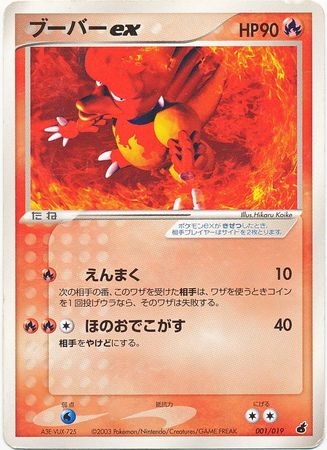 ブーバーex HP90
Illus.Hikaru Koike
たね
ポケモンexがきぜつしたとき、
相手プレイヤーはサイドを2枚とります。
えんまく 10
次の相手の番、このワザを受けた相手は、ワザを使うときコイン
を1回投げウラなら、そのワザは失敗する。
ほのおでこがす 40
相手をやけどにする。
弱点 抵抗力 にげる
A3E-VUX-725 ©2003 Pokémon/Nintendo/Creatures/GAME FREAK 001/019